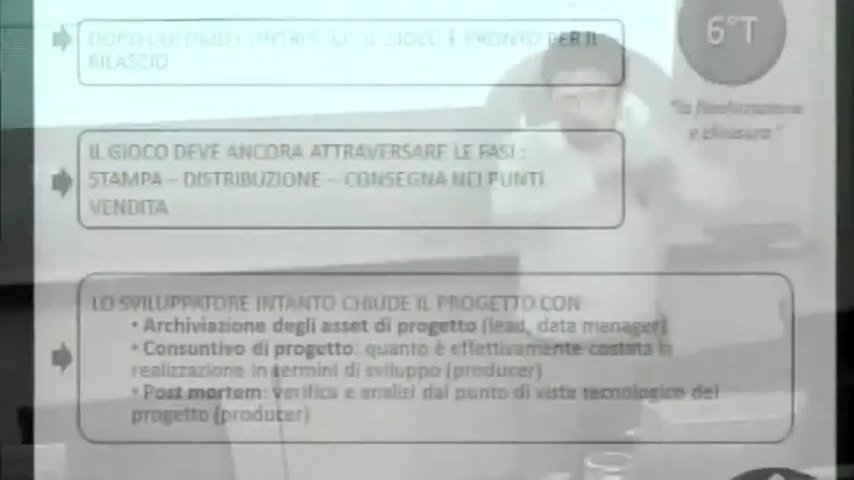 DOPO L'ULTIMO CONTROLLO, IL GIOCO È PRONTO PER IL
RILASCIO
6°T
"la finalizzazione
e chiusura"
IL GIOCO DEVE ANCORA ATTRAVERSARE LE FASI :
STAMPA – DISTRIBUZIONE – CONSEGNA NEI PUNTI
VENDITA
LO SVILUPPATORE INTANTO CHIUDE IL PROGETTO CON
• Archiviazione degli asset di progetto (lead, data manager)
• Consuntivo di progetto: quanto è effettivamente costata la
realizzazione in termini di sviluppo (producer)
• Post mortem: verifica e analisi dal punto di vista tecnologico del
progetto (producer)